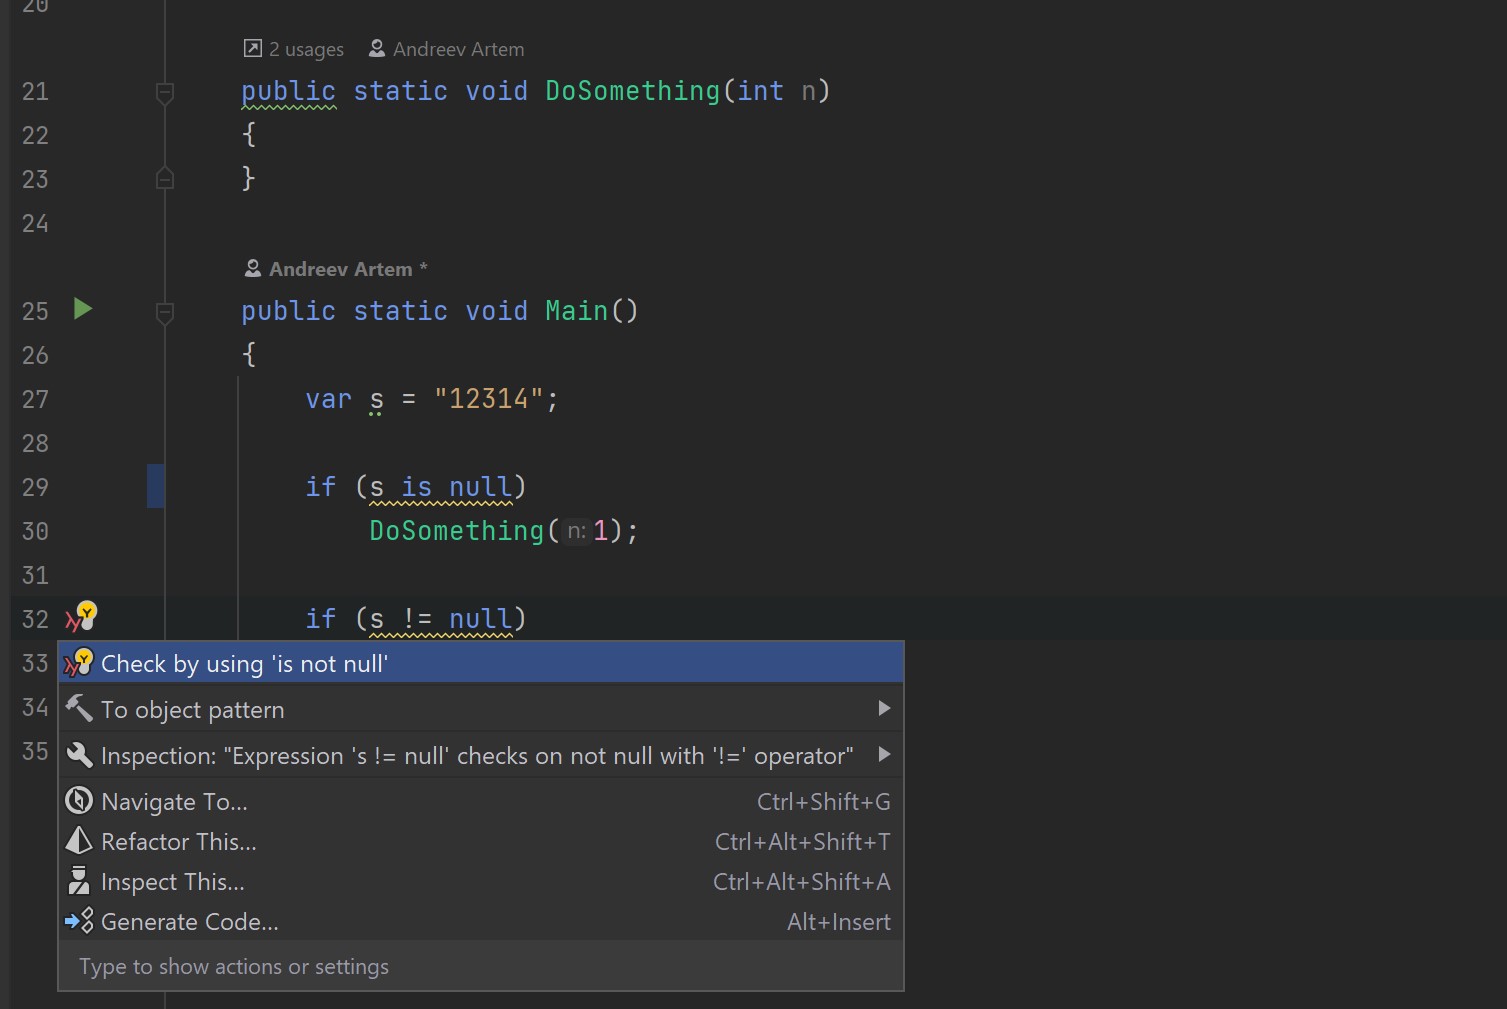 20
2 usages Andreev Artem
21 public static void DoSomething(int n)
22 {
23 }
24
Andreev Artem *
25 public static void Main()
26 {
27 var s = "12314";
28
29 if (s is null)
30 DoSomething( n: 1);
31
32 if (s != null)
33 Check by using 'is not null'
34 To object pattern
35 Inspection: "Expression 's != null' checks on not null with '!=' operator"
Navigate To... Ctrl+Shift+G
Refactor This... Ctrl+Alt+Shift+T
Inspect This... Ctrl+Alt+Shift+A
Generate Code... Alt+Insert
Type to show actions or settings